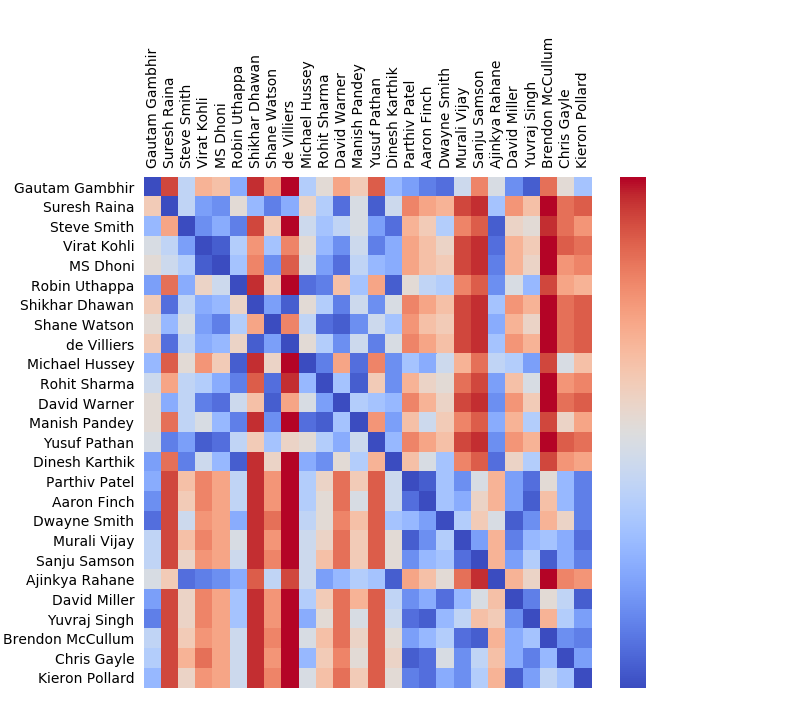 Gautam Gambhir
Suresh Raina
Steve Smith
Virat Kohli
MS Dhoni
Robin Uthappa
Shikhar Dhawan
Shane Watson
de Villiers
Michael Hussey
Rohit Sharma
David Warner
Manish Pandey
Yusuf Pathan
Dinesh Karthik
Parthiv Patel
Aaron Finch
Dwayne Smith
Murali Vijay
Sanju Samson
Ajinkya Rahane
David Miller
Yuvraj Singh
Brendon McCullum
Chris Gayle
Kieron Pollard
Gautam Gambhir
Suresh Raina
Steve Smith
Virat Kohli
MS Dhoni
Robin Uthappa
Shikhar Dhawan
Shane Watson
de Villiers
Michael Hussey
Rohit Sharma
David Warner
Manish Pandey
Yusuf Pathan
Dinesh Karthik
Parthiv Patel
Aaron Finch
Dwayne Smith
Murali Vijay
Sanju Samson
Ajinkya Rahane
David Miller
Yuvraj Singh
Brendon McCullum
Chris Gayle
Kieron Pollard